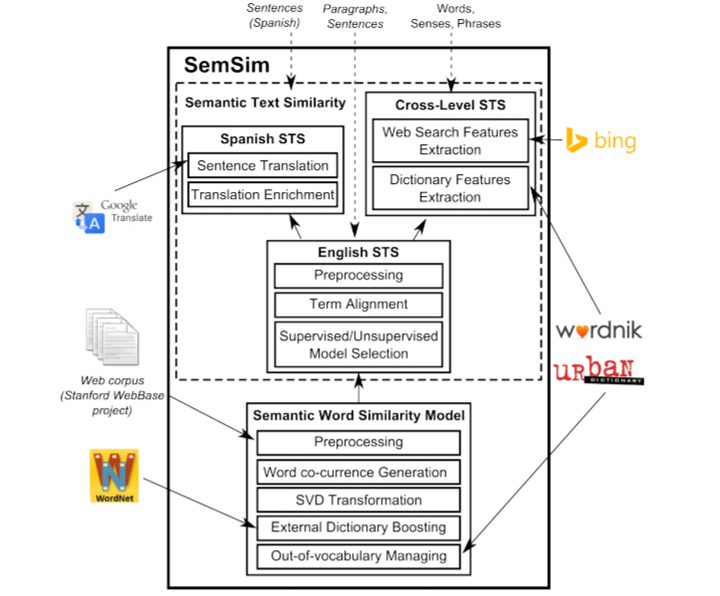 Sentences
(Spanish)
Paragraphs,
Sentences
Words,
Senses, Phrases
SemSim
Semantic Text Similarity
Cross-Level STS
Spanish STS
Web Search Features
Extraction
bing
Sentence Translation
Dictionary Features
Extraction
Translation Enrichment
文
A
Google
Translate
English STS
Preprocessing
Term Alignment
Supervised/Unsupervised
Model Selection
wordnik
URBAN
DICTIONARY
Web corpus
(Stanford WebBase
project)
Semantic Word Similarity Model
Preprocessing
Word co-currence Generation
W
N
WordNet
SVD Transformation
External Dictionary Boosting
Out-of-vocabulary Managing